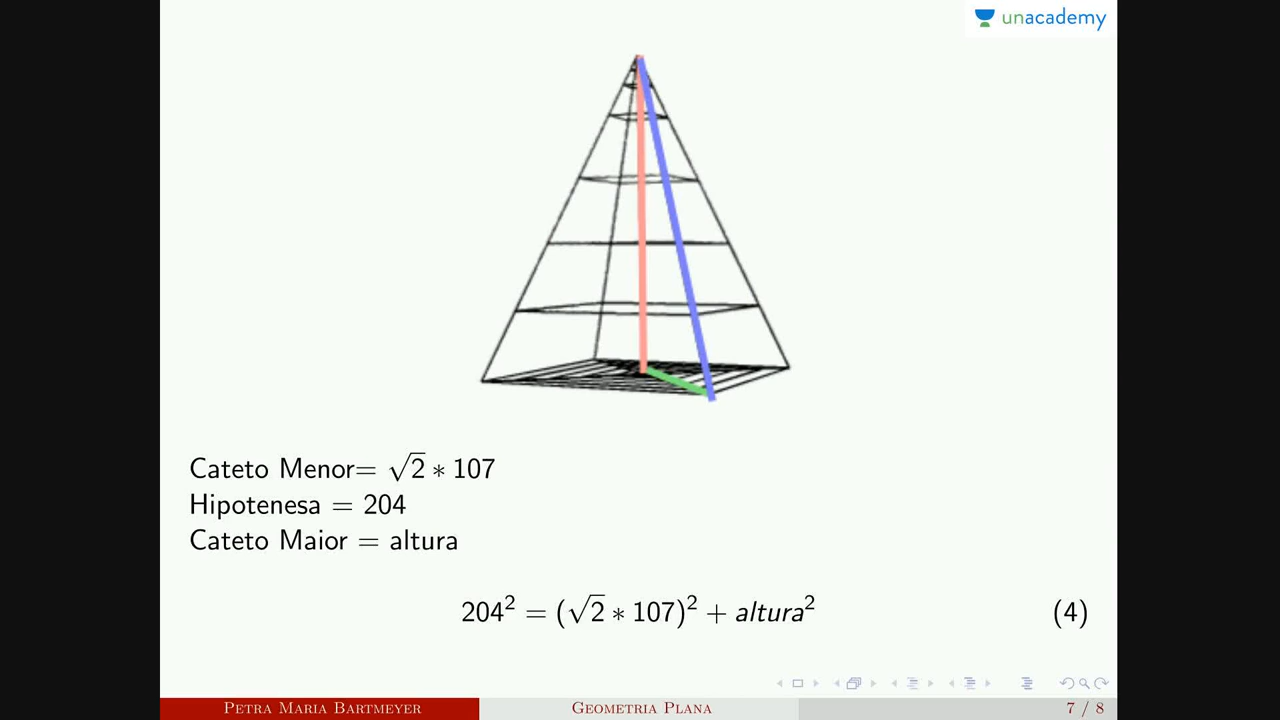 unacademy
Cateto Menor= √2 ∗ 107
Hipotenesa = 204
Cateto Maior = altura
204² = (√2 ∗ 107)² + altura² (4)
Petra Maria Bartmeyer Geometria Plana 7 / 8